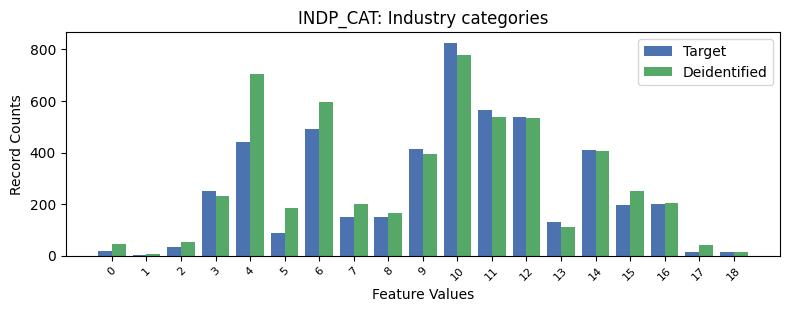 INDP_CAT: Industry categories
Target
Deidentified
Record Counts
800
600
400
200
0
0 1 2 3 4 5 6 7 8 9 10 11 12 13 14 15 16 17 18
Feature Values